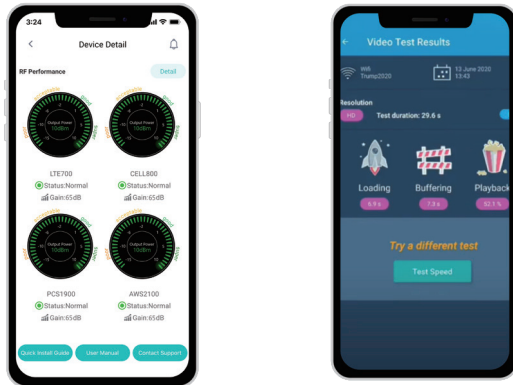 3:24
Device Detail
RF Performance
Detail
Output Power
10dBm
Output Power
10dBm
LTE700
CELL800
Status:Normal
Status:Normal
Gain:65dB
Gain:65dB
Output Power
10dBm
Output Power
10dBm
PCS1900
AWS2100
Status:Normal
Status:Normal
Gain:65dB
Gain:65dB
Quick Install Guide
User Manual
Contact Support
Video Test Results
Wifi
Trump2020
13 June 2020
13:43
Resolution
Test duration: 29.6 s
Loading
Buffering
Playback
6.9 s
7.3 s
52.1 %
Try a different test
Test Speed